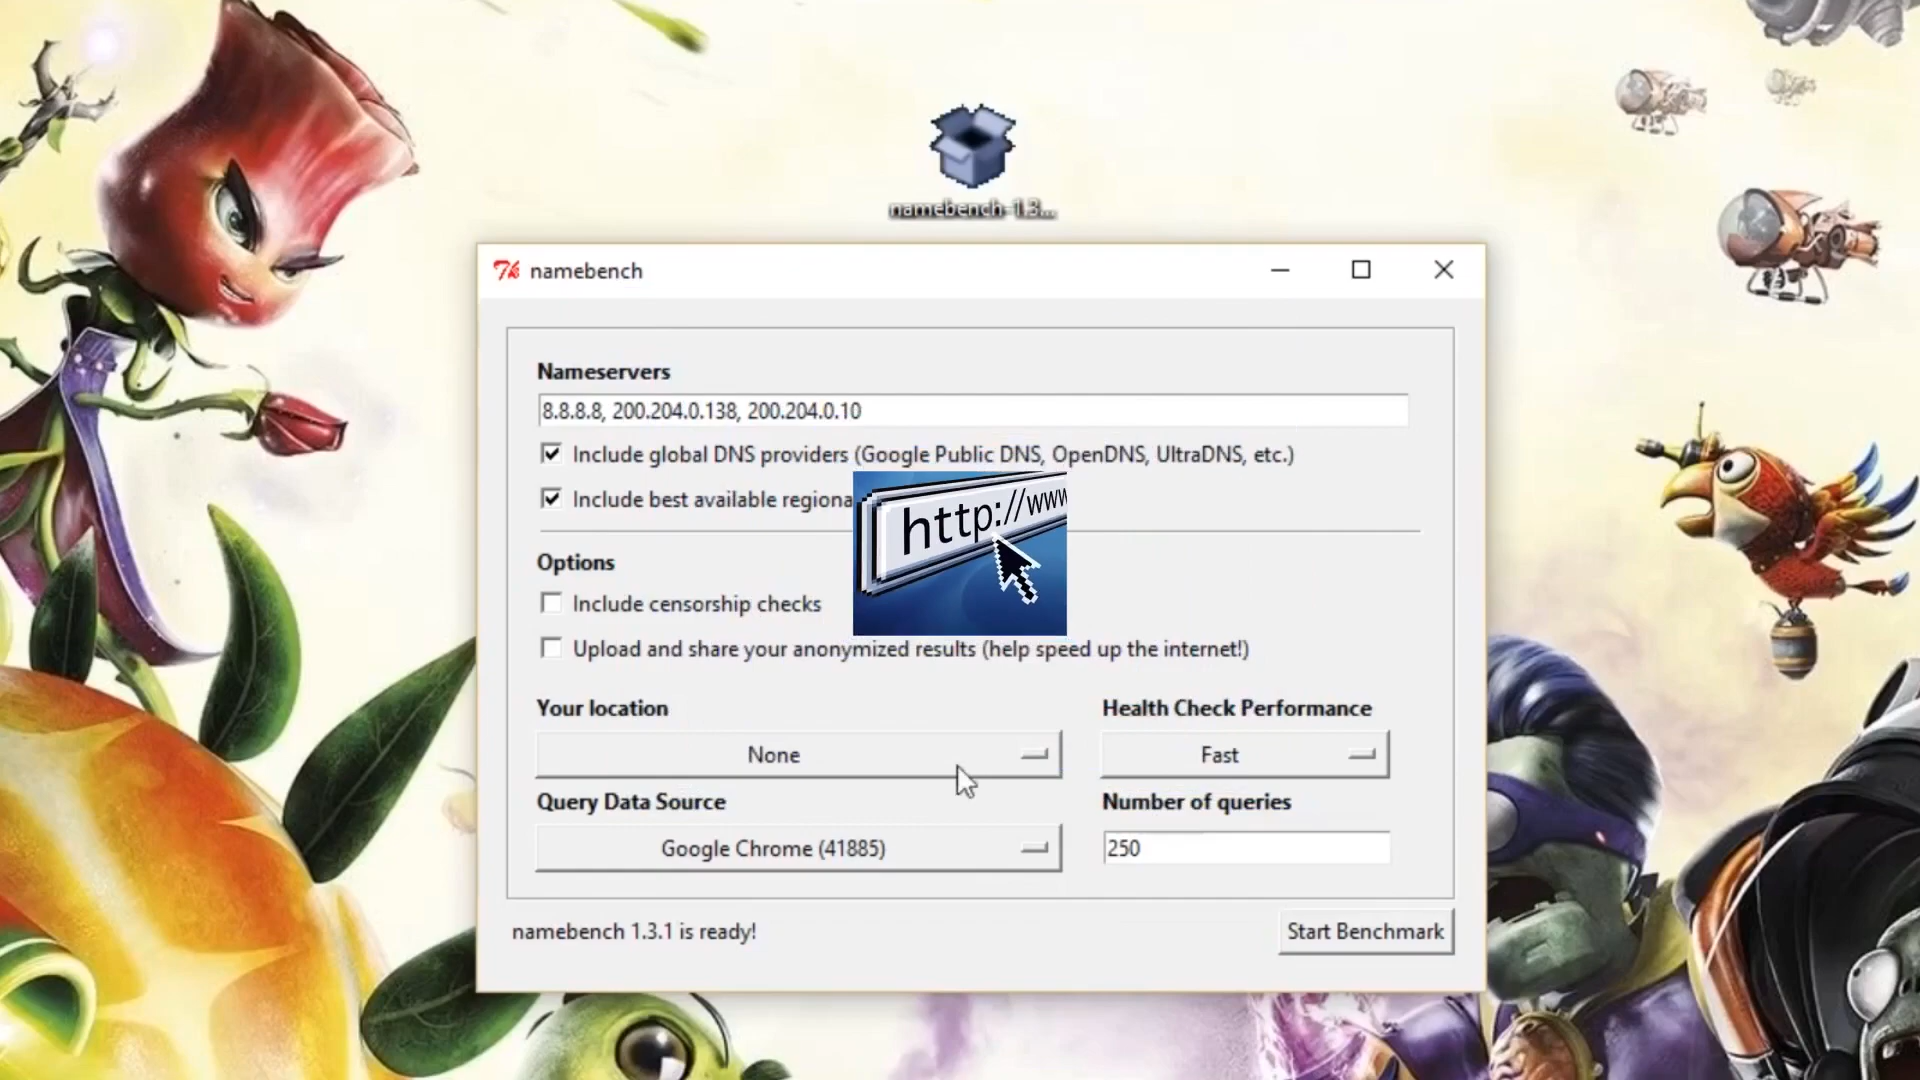 namebench-1.3...
namebench
Nameservers
8.8.8.8, 200.204.0.138, 200.204.0.10
Include global DNS providers (Google Public DNS, OpenDNS, UltraDNS, etc.)
Include best available regiona
http://www
Options
Include censorship checks
Upload and share your anonymized results (help speed up the internet!)
Your location
Health Check Performance
None
Fast
Query Data Source
Number of queries
Google Chrome (41885)
250
namebench 1.3.1 is ready!
Start Benchmark